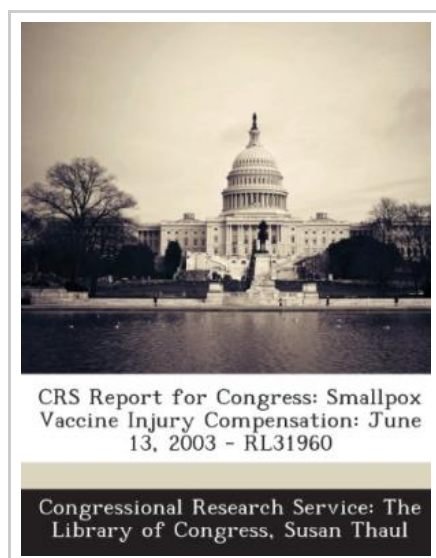 CRS Report for Congress: Smallpox
Vaccine Injury Compensation: June
13, 2003 - RL31960
Congressional Research Service: The
Library of Congress, Susan Thaul